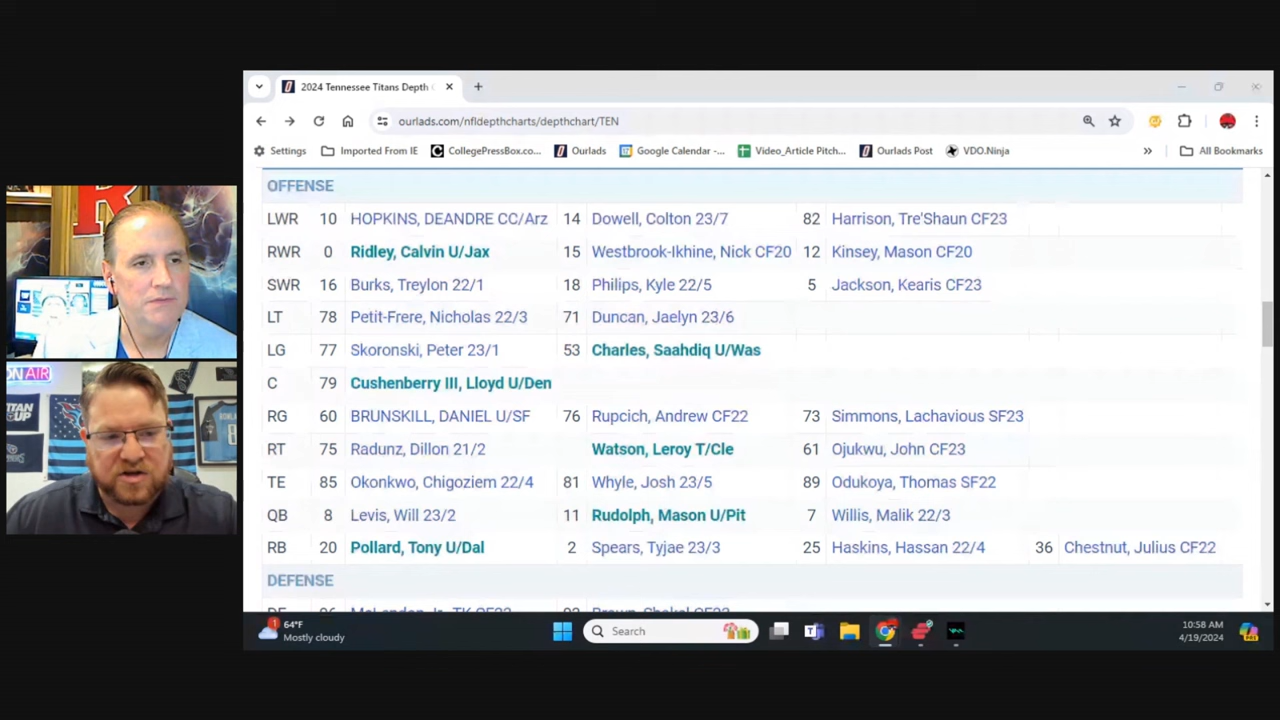 2024 Tennessee Titans Depth
ourlads.com/nfldepthcharts/depthchart/TEN
Settings Imported From IE CollegePressBox.co... Ourlads Google Calendar -... Video_Article Pitch... Ourlads Post VDO.Ninja » All Bookmarks
OFFENSE
LWR 10 HOPKINS, DEANDRE CC/Arz 14 Dowell, Colton 23/7 82 Harrison, Tre'Shaun CF23
RWR 0 Ridley, Calvin U/Jax 15 Westbrook-Ikhine, Nick CF20 12 Kinsey, Mason CF20
SWR 16 Burks, Treylon 22/1 18 Philips, Kyle 22/5 5 Jackson, Kearis CF23
LT 78 Petit-Frere, Nicholas 22/3 71 Duncan, Jaelyn 23/6
LG 77 Skoronski, Peter 23/1 53 Charles, Saahdiq U/Was
C 79 Cushenberry III, Lloyd U/Den
RG 60 BRUNSKILL, DANIEL U/SF 76 Rupcich, Andrew CF22 73 Simmons, Lachavious SF23
RT 75 Radunz, Dillon 21/2 Watson, Leroy T/Cle 61 Ojukwu, John CF23
TE 85 Okonkwo, Chigoziem 22/4 81 Whyle, Josh 23/5 89 Odukoya, Thomas SF22
QB 8 Levis, Will 23/2 11 Rudolph, Mason U/Pit 7 Willis, Malik 22/3
RB 20 Pollard, Tony U/Dal 2 Spears, Tyjae 23/3 25 Haskins, Hassan 22/4 36 Chestnut, Julius CF22
DEFENSE
ON AIR
TITAN UP
R
1
64°F
Mostly cloudy
Search
10:58 AM
4/19/2024